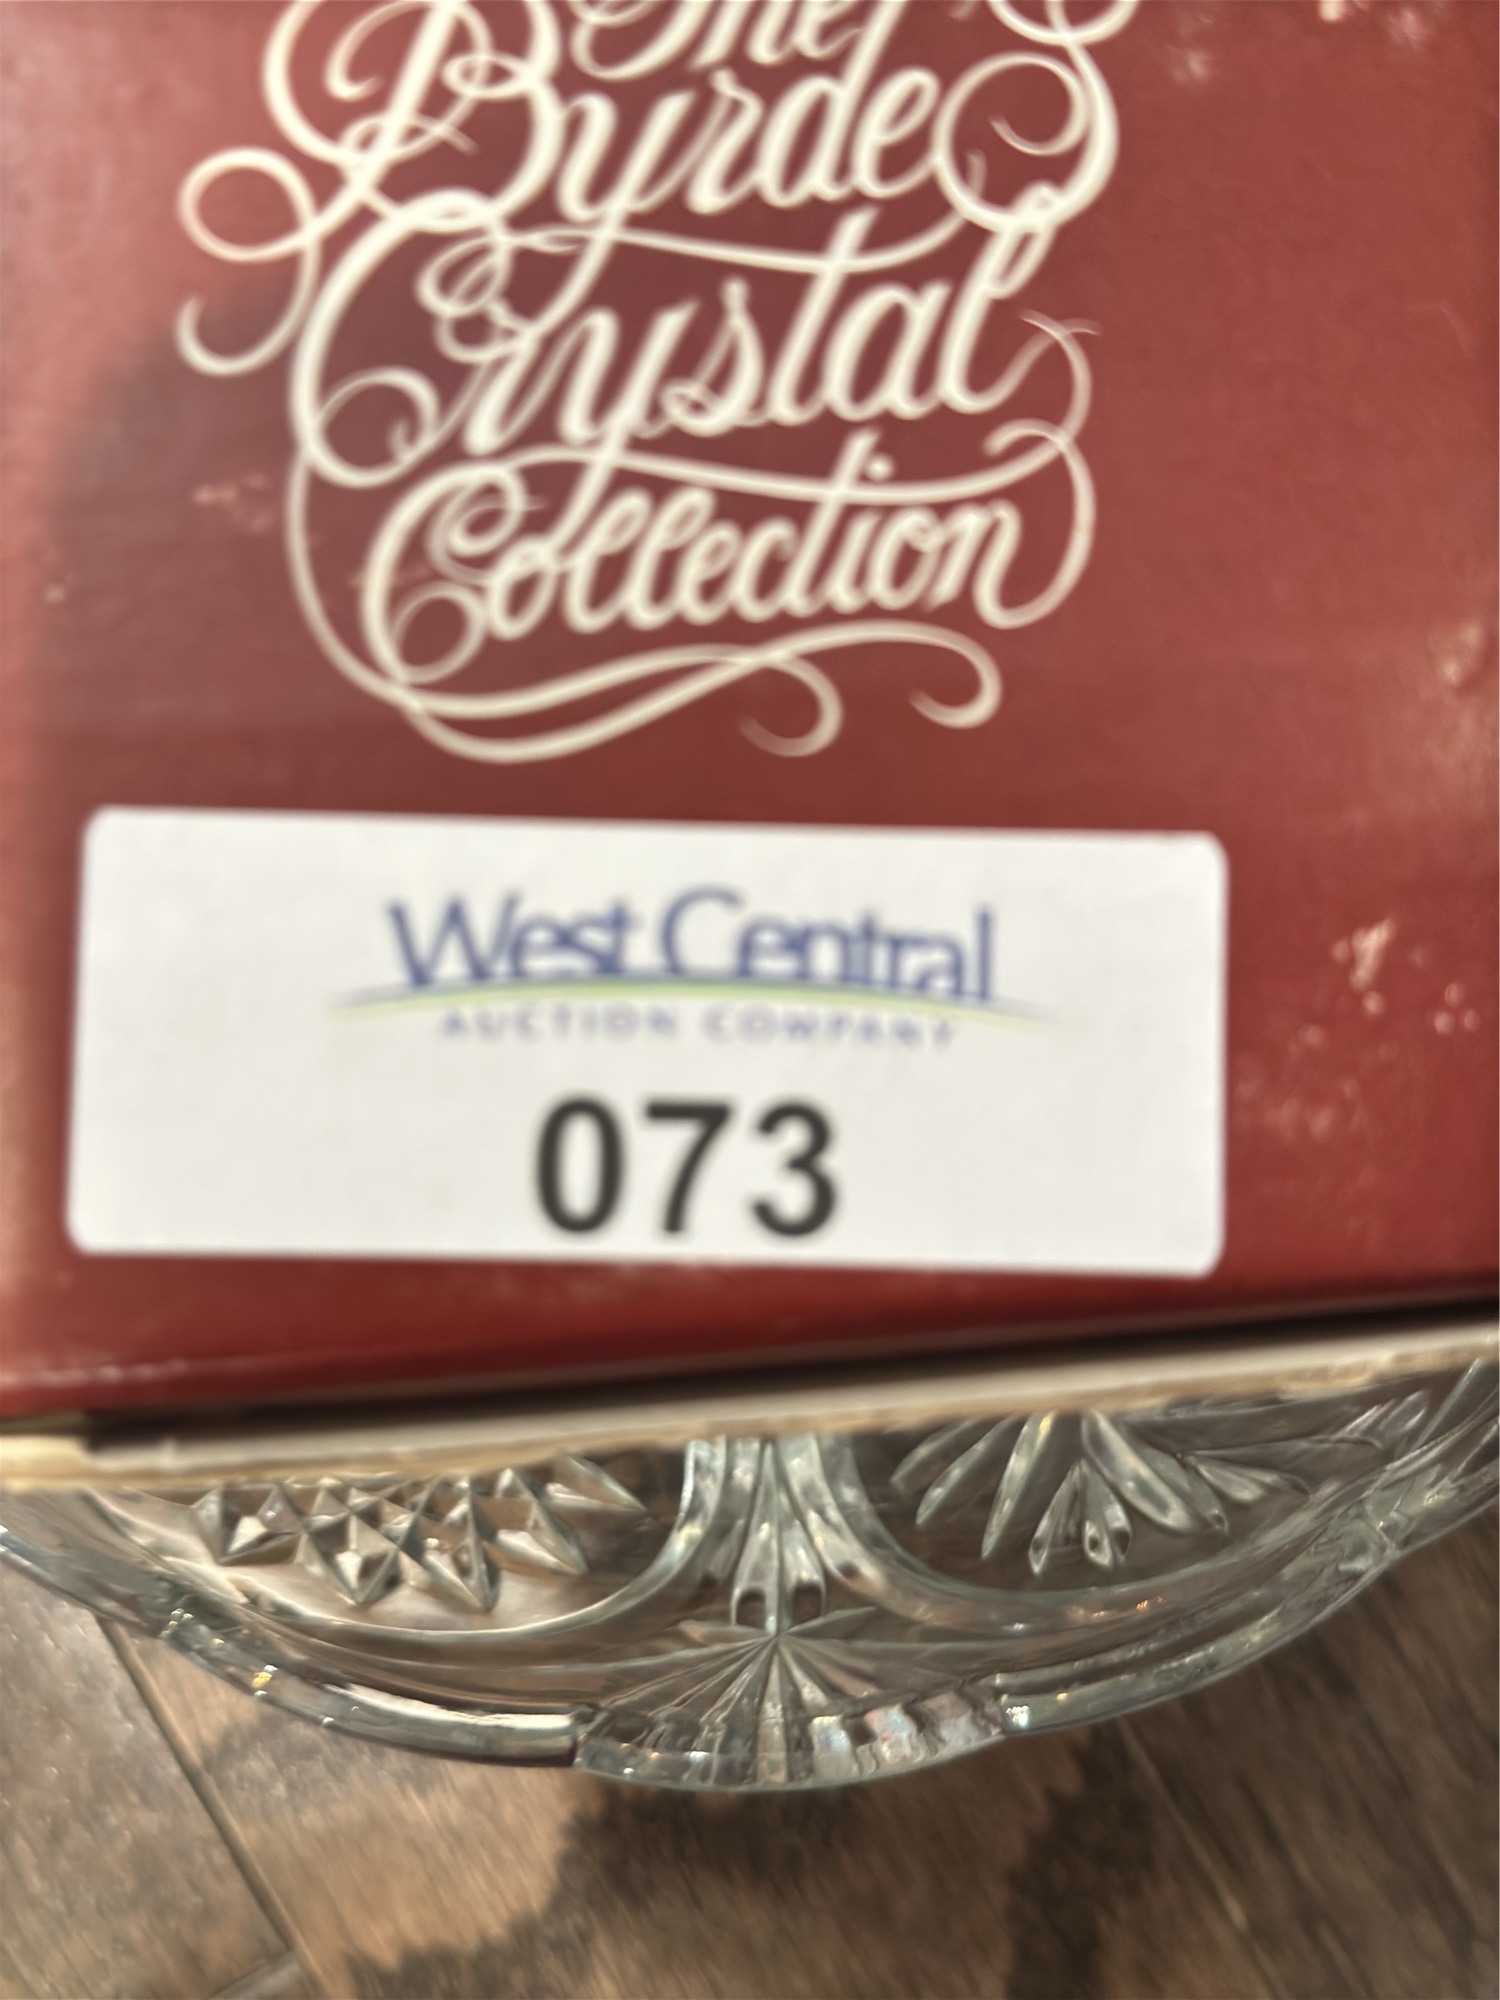 The
Byrde
Crystal
Collection
West Central
AUCTION COMPANY
073